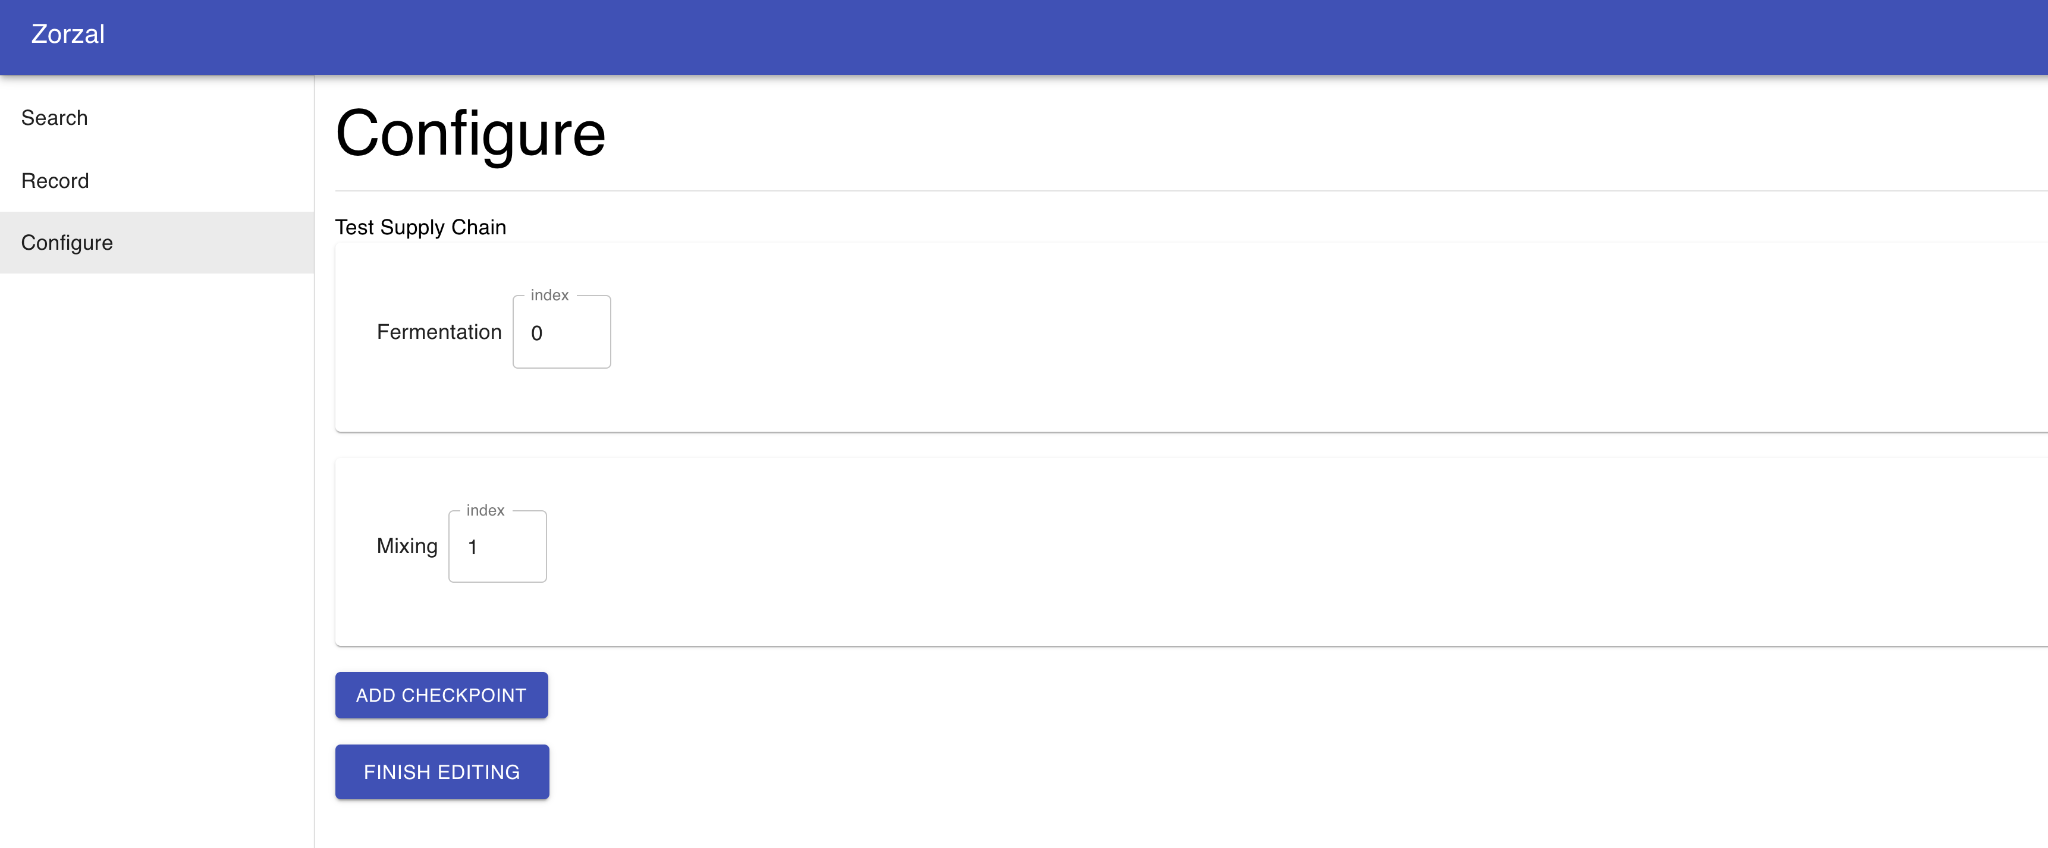 Zorzal
Search
Record
Configure
Configure
Test Supply Chain
index
Fermentation 0
index
Mixing 1
ADD CHECKPOINT
FINISH EDITING